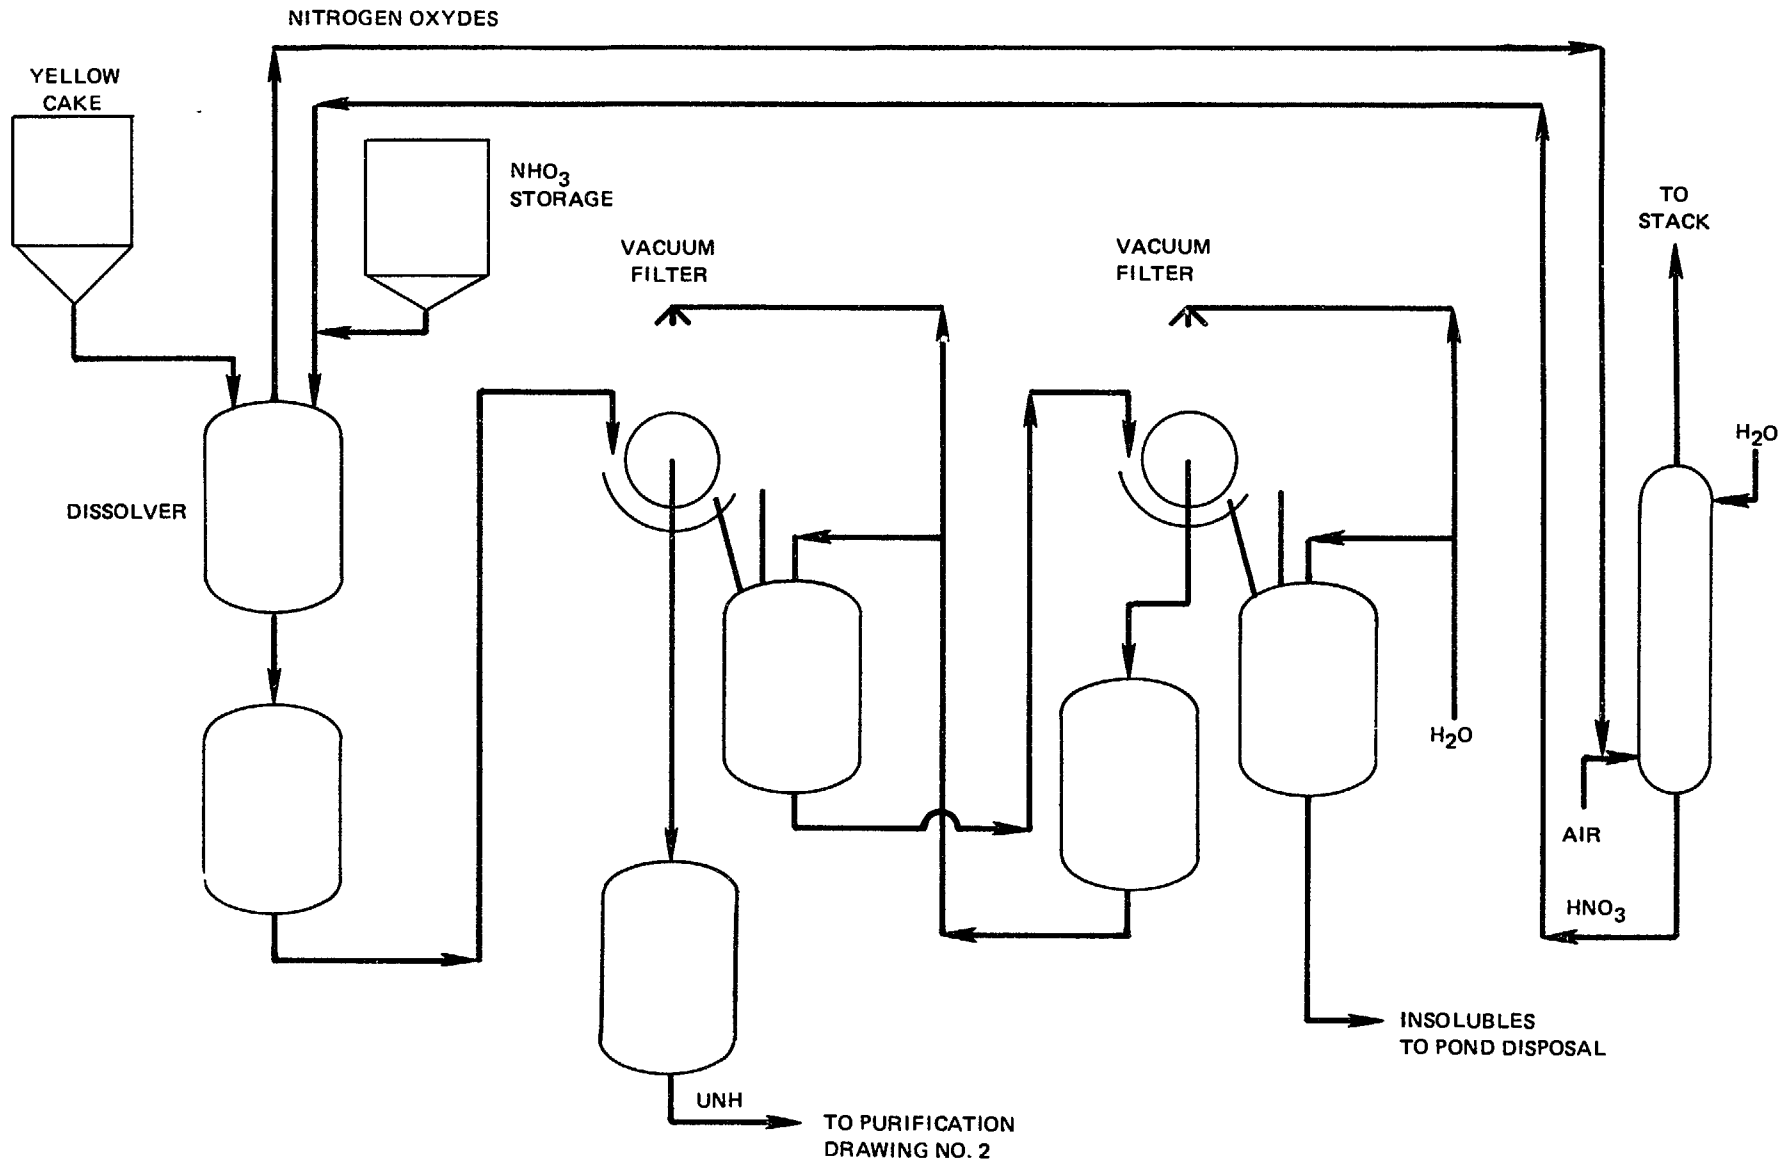 NITROGEN OXYDES
YELLOW
CAKE
NHO3
STORAGE
VACUUM
FILTER
VACUUM
FILTER
TO
STACK
H2O
DISSOLVER
H2O
AIR
HNO3
INSOLUBLES
TO POND DISPOSAL
UNH
TO PURIFICATION
DRAWING NO. 2